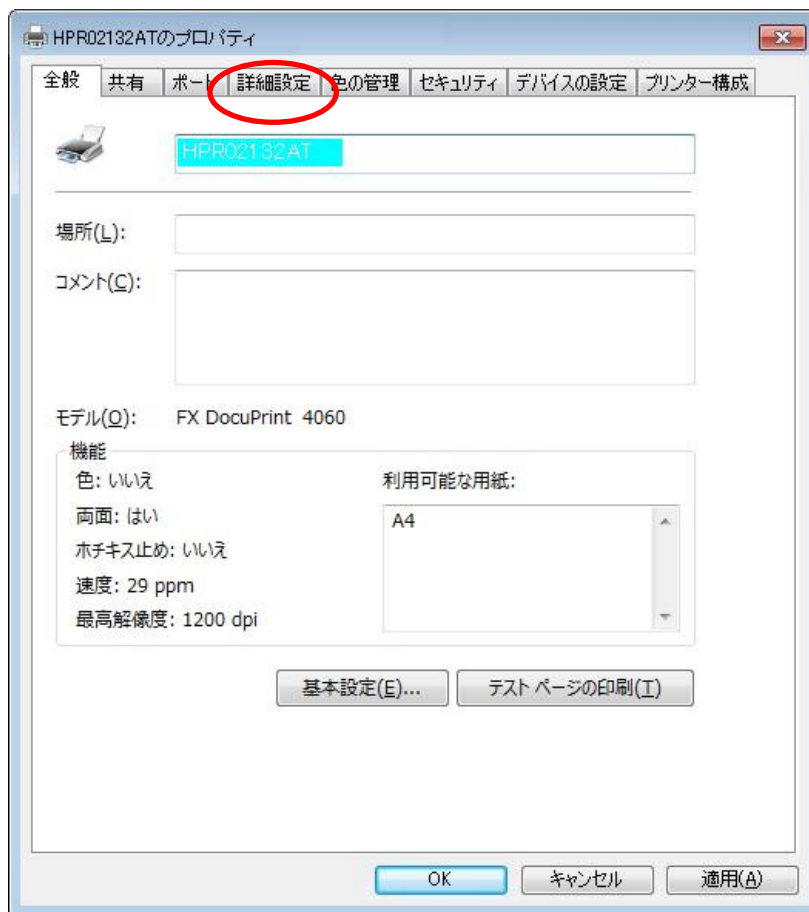 HPR02132ATのプロパティ
全般 共有 ポート 詳細設定 色の管理 セキュリティ デバイスの設定 プリンター構成
HPR02132AT
場所(L):
コメント(C):
モデル(O): FX DocuPrint 4060
機能
色: いいえ 利用可能な用紙:
両面: はい A4
ホチキス止め: いいえ
速度: 29 ppm
最高解像度: 1200 dpi
基本設定(E)... テスト ページの印刷(T)
OK キャンセル 適用(A)